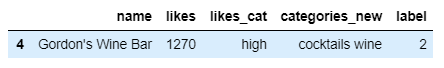 name likes likes_cat categories_new label
4 Gordon's Wine Bar 1270 high cocktails wine 2